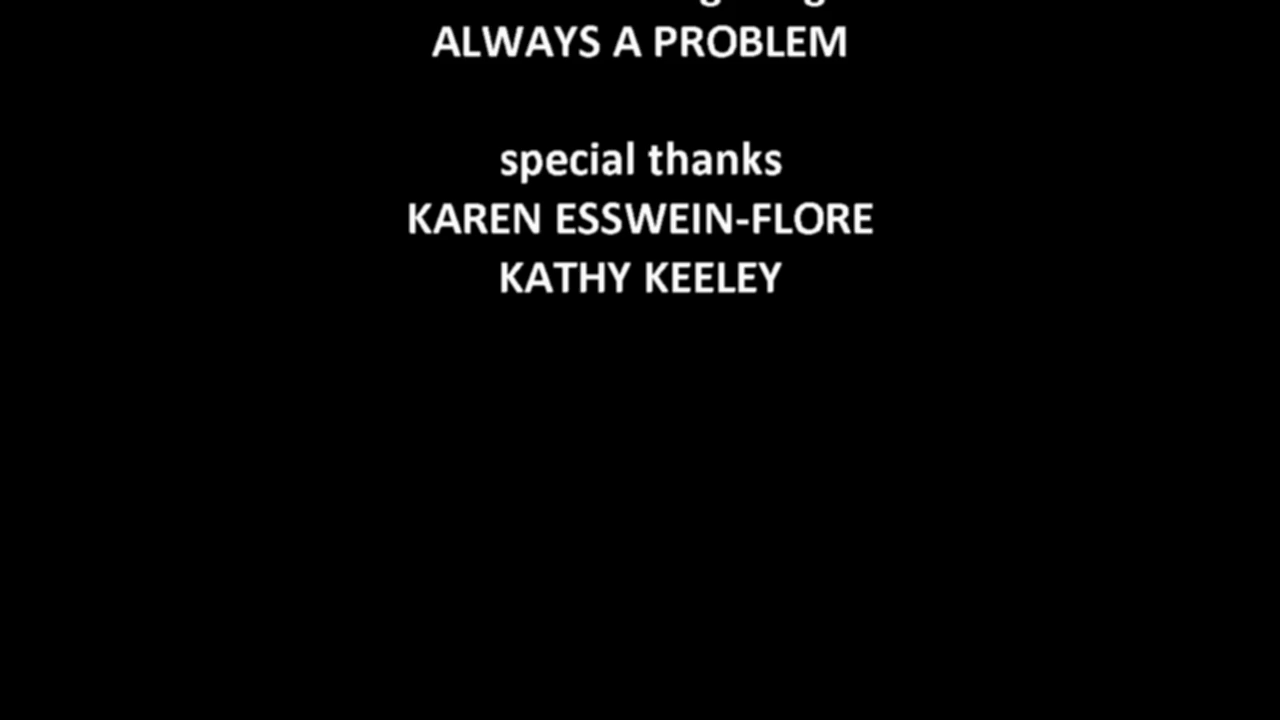 ALWAYS A PROBLEM
special thanks
KAREN ESSWEIN-FLORE
KATHY KEELEY